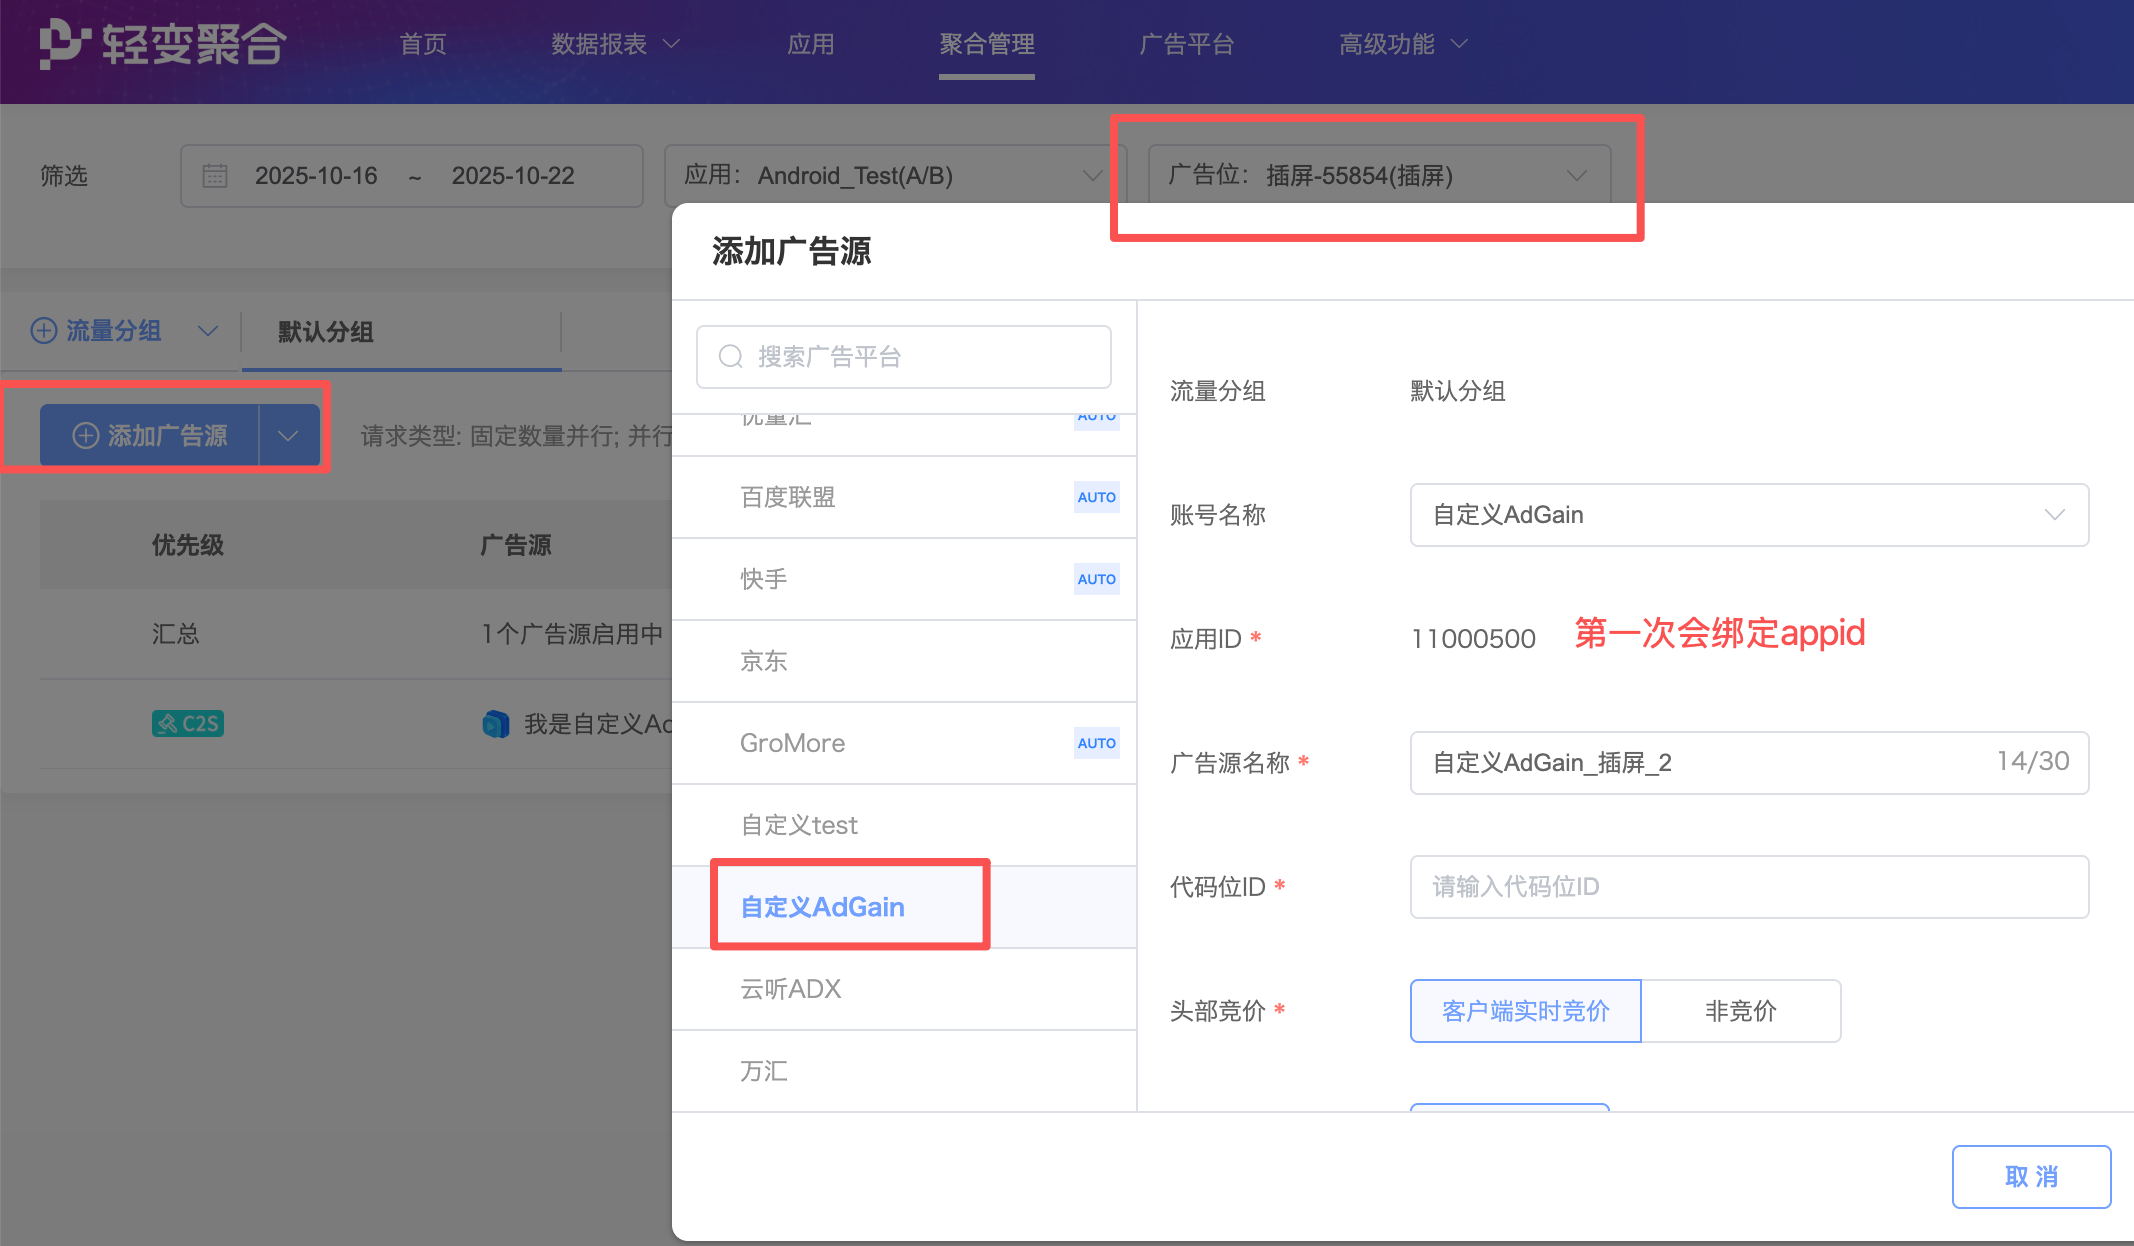 轻变聚合
首页
数据报表
应用
聚合管理
广告平台
高级功能
筛选
2025-10-16 ~ 2025-10-22
应用： Android_Test(A/B)
广告位： 插屏-55854(插屏)
添加广告源
流量分组
默认分组
添加广告源
请求类型: 固定数量并行; 并行
优先级
广告源
汇总
1个广告源启用中
C2S
我是自定义Ad
搜索广告平台
优量汇
AUTO
百度联盟
AUTO
快手
AUTO
京东
GroMore
AUTO
自定义test
自定义AdGain
云听ADX
万汇
流量分组
默认分组
账号名称
自定义AdGain
应用ID *
11000500
第一次会绑定appid
广告源名称 *
自定义AdGain_插屏_2
14/30
代码位ID *
请输入代码位ID
头部竞价 *
客户端实时竞价
非竞价
取 消